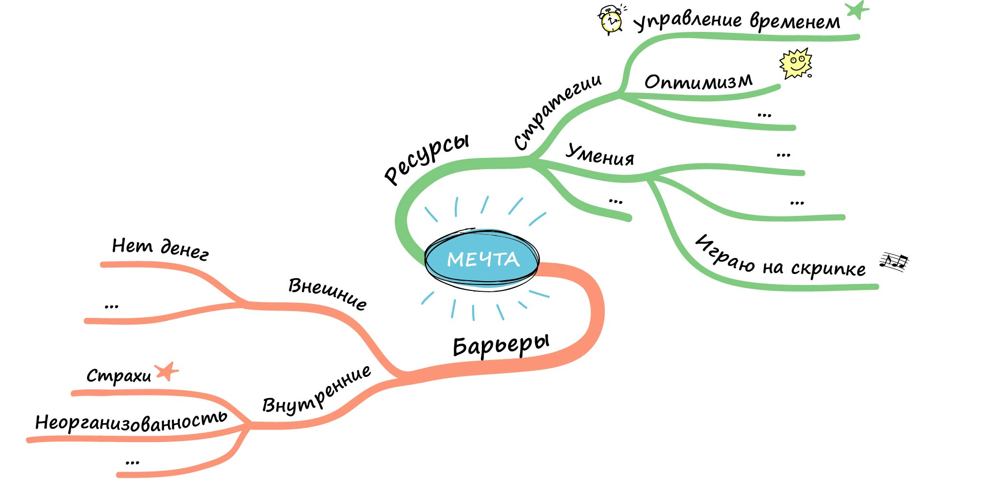 управление временем
Оптимизм
...
Стратегии
Ресурсы
Умения
...
...
...
Играю на скрипке
МЕЧТА
Нет денег
...
Внешние
Барьеры
Внутренние
Страхи
Неорганизованность
...